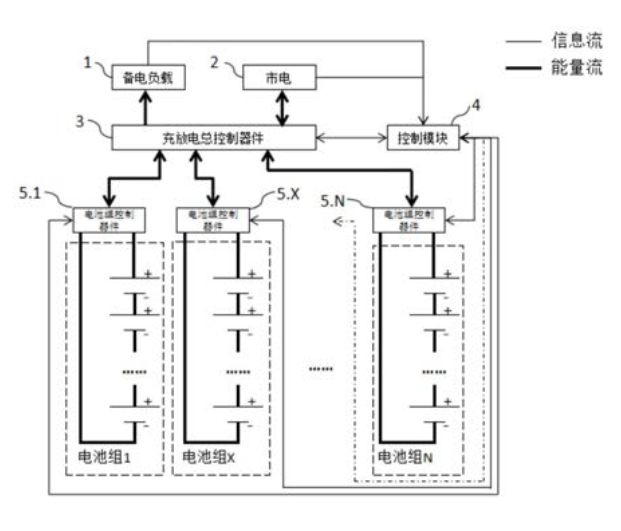 信息流
能量流
1
备电负载
2
市电
3
充放电总控制器件
4
控制模块
5.1
电池组控制
器件
5.X
电池组控制
器件
5.N
电池组控制
器件
+
-
+
-
……
+
-
电池组1
+
-
+
-
……
+
-
电池组X
……
+
-
+
-
……
+
-
电池组N